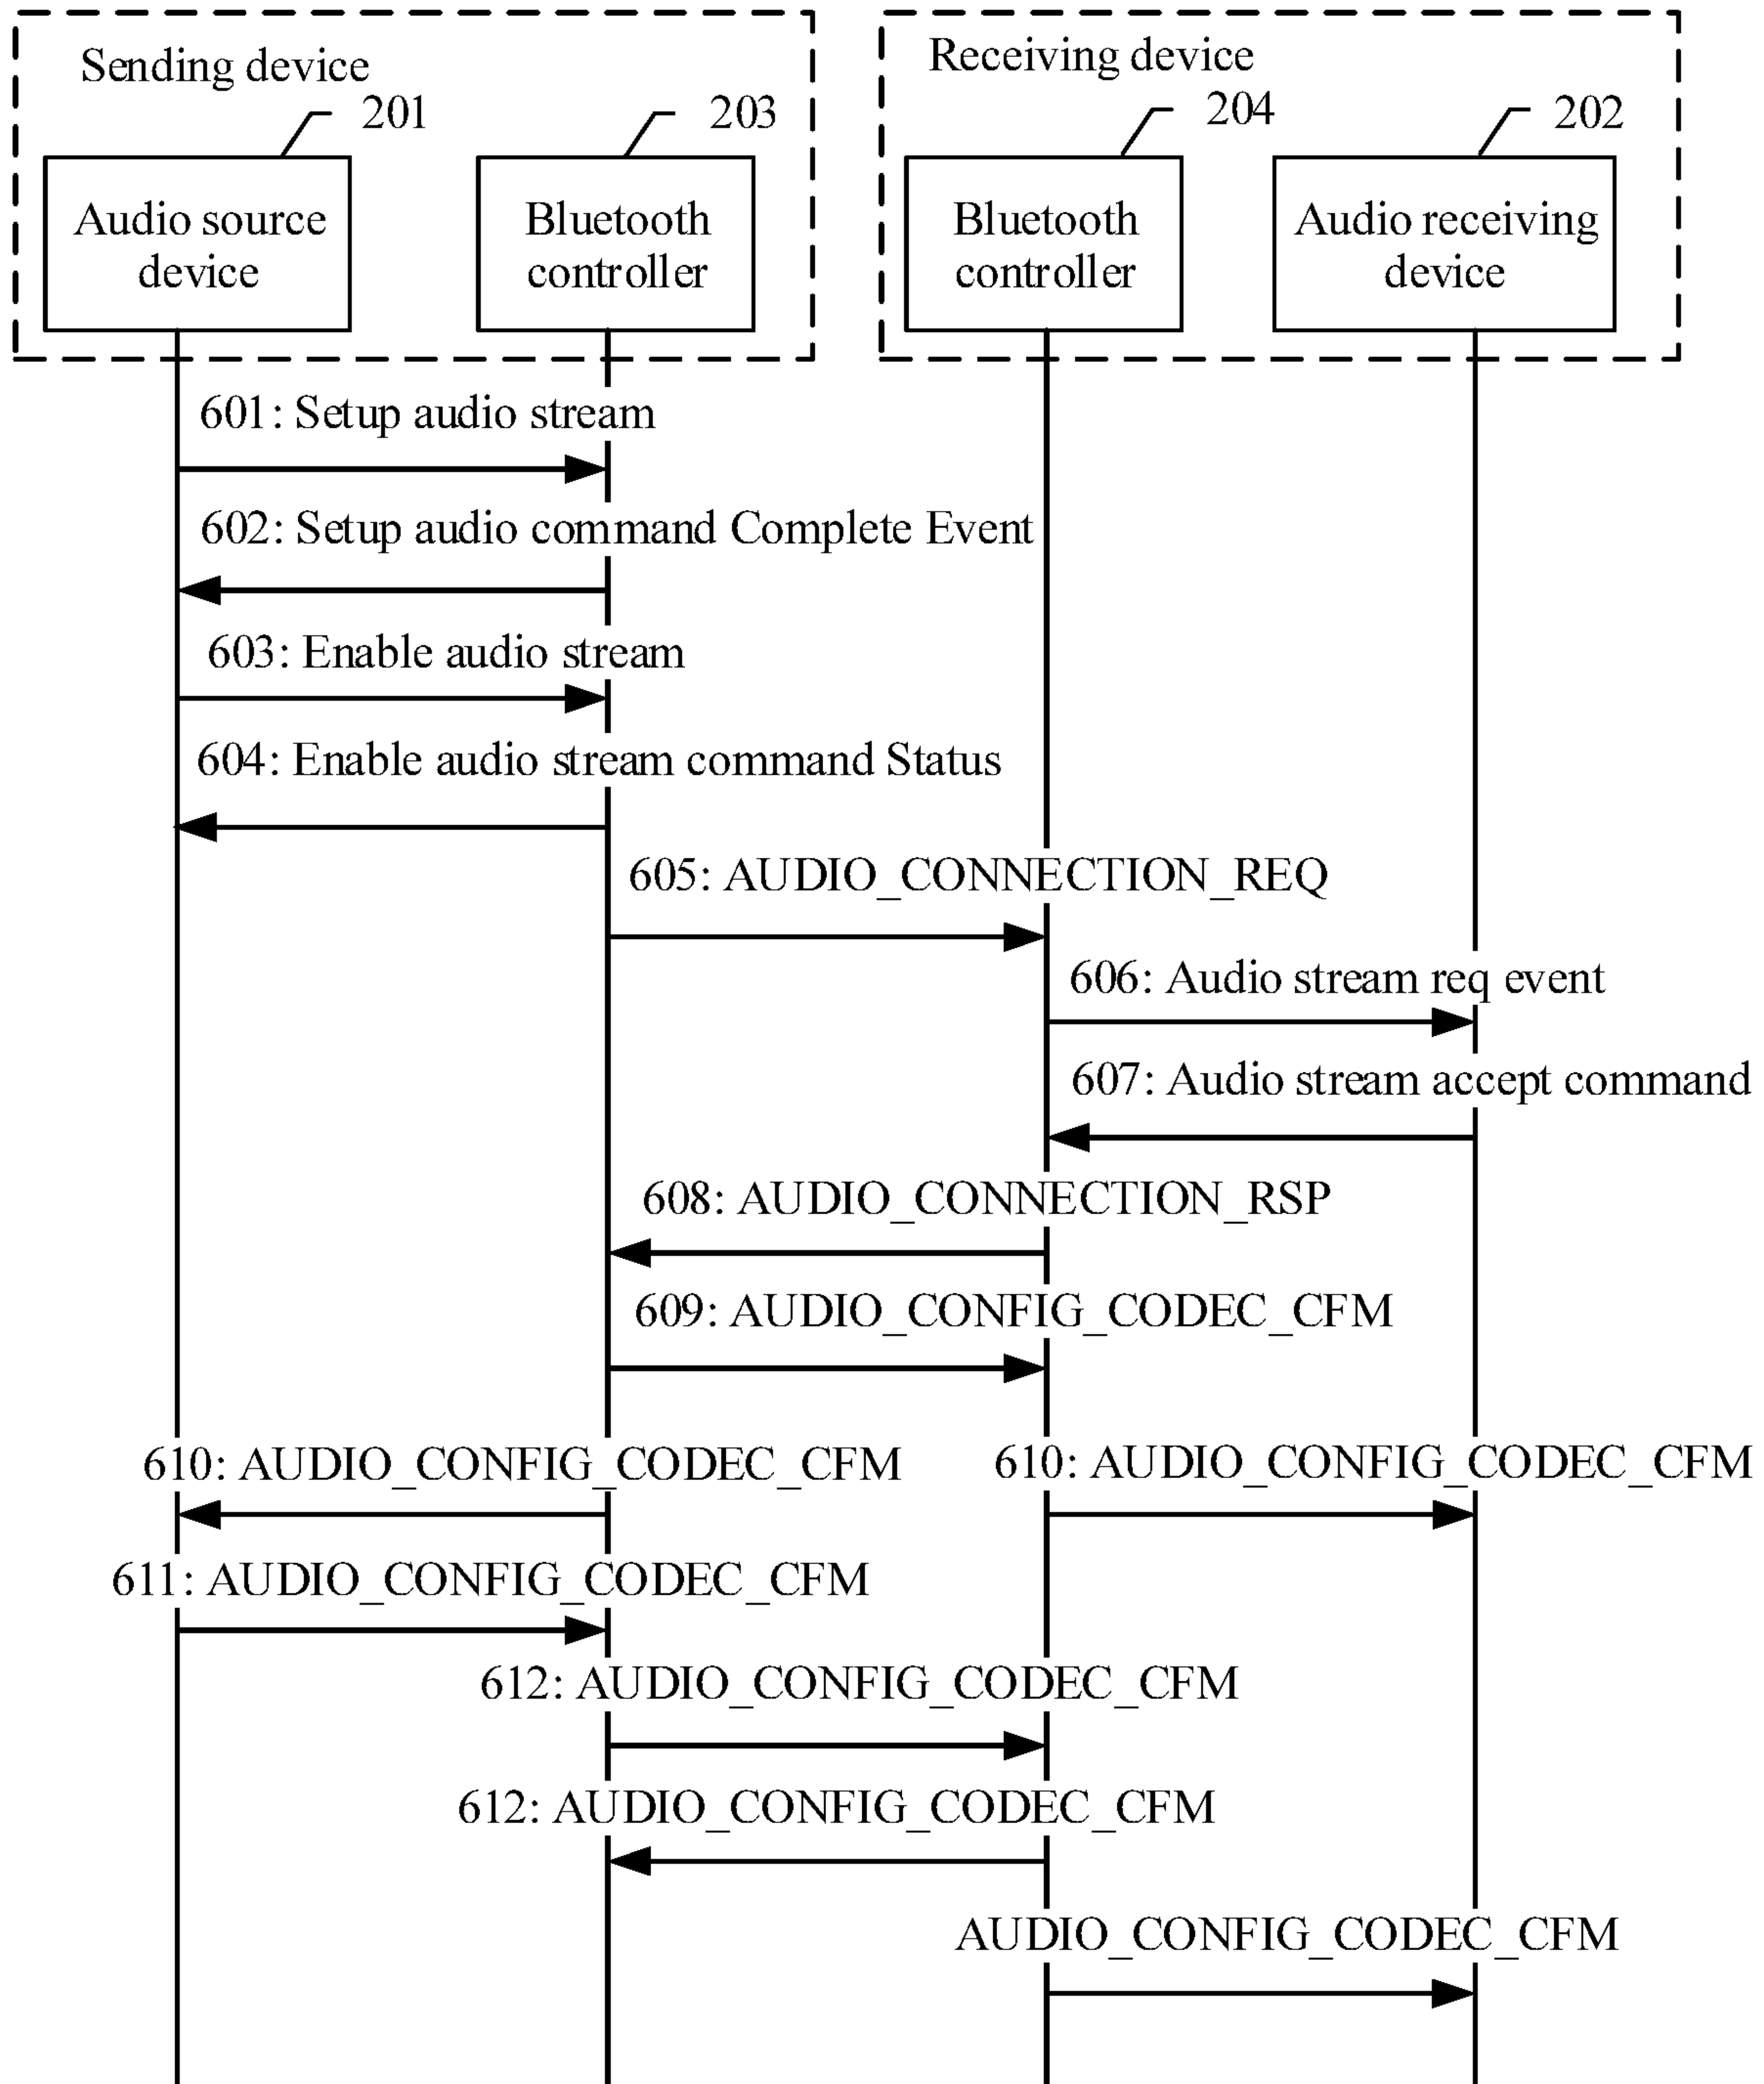 Sending device
Receiving device
201
203
204
202
Audio source
device
Bluetooth
controller
Bluetooth
controller
Audio receiving
device
601: Setup audio stream
602: Setup audio command Complete Event
603: Enable audio stream
604: Enable audio stream command Status
605: AUDIO_CONNECTION_REQ
606: Audio stream req event
607: Audio stream accept command
608: AUDIO_CONNECTION_RSP
609: AUDIO_CONFIG_CODEC_CFM
610: AUDIO_CONFIG_CODEC_CFM
610: AUDIO_CONFIG_CODEC_CFM
611: AUDIO_CONFIG_CODEC_CFM
612: AUDIO_CONFIG_CODEC_CFM
612: AUDIO_CONFIG_CODEC_CFM
AUDIO_CONFIG_CODEC_CFM